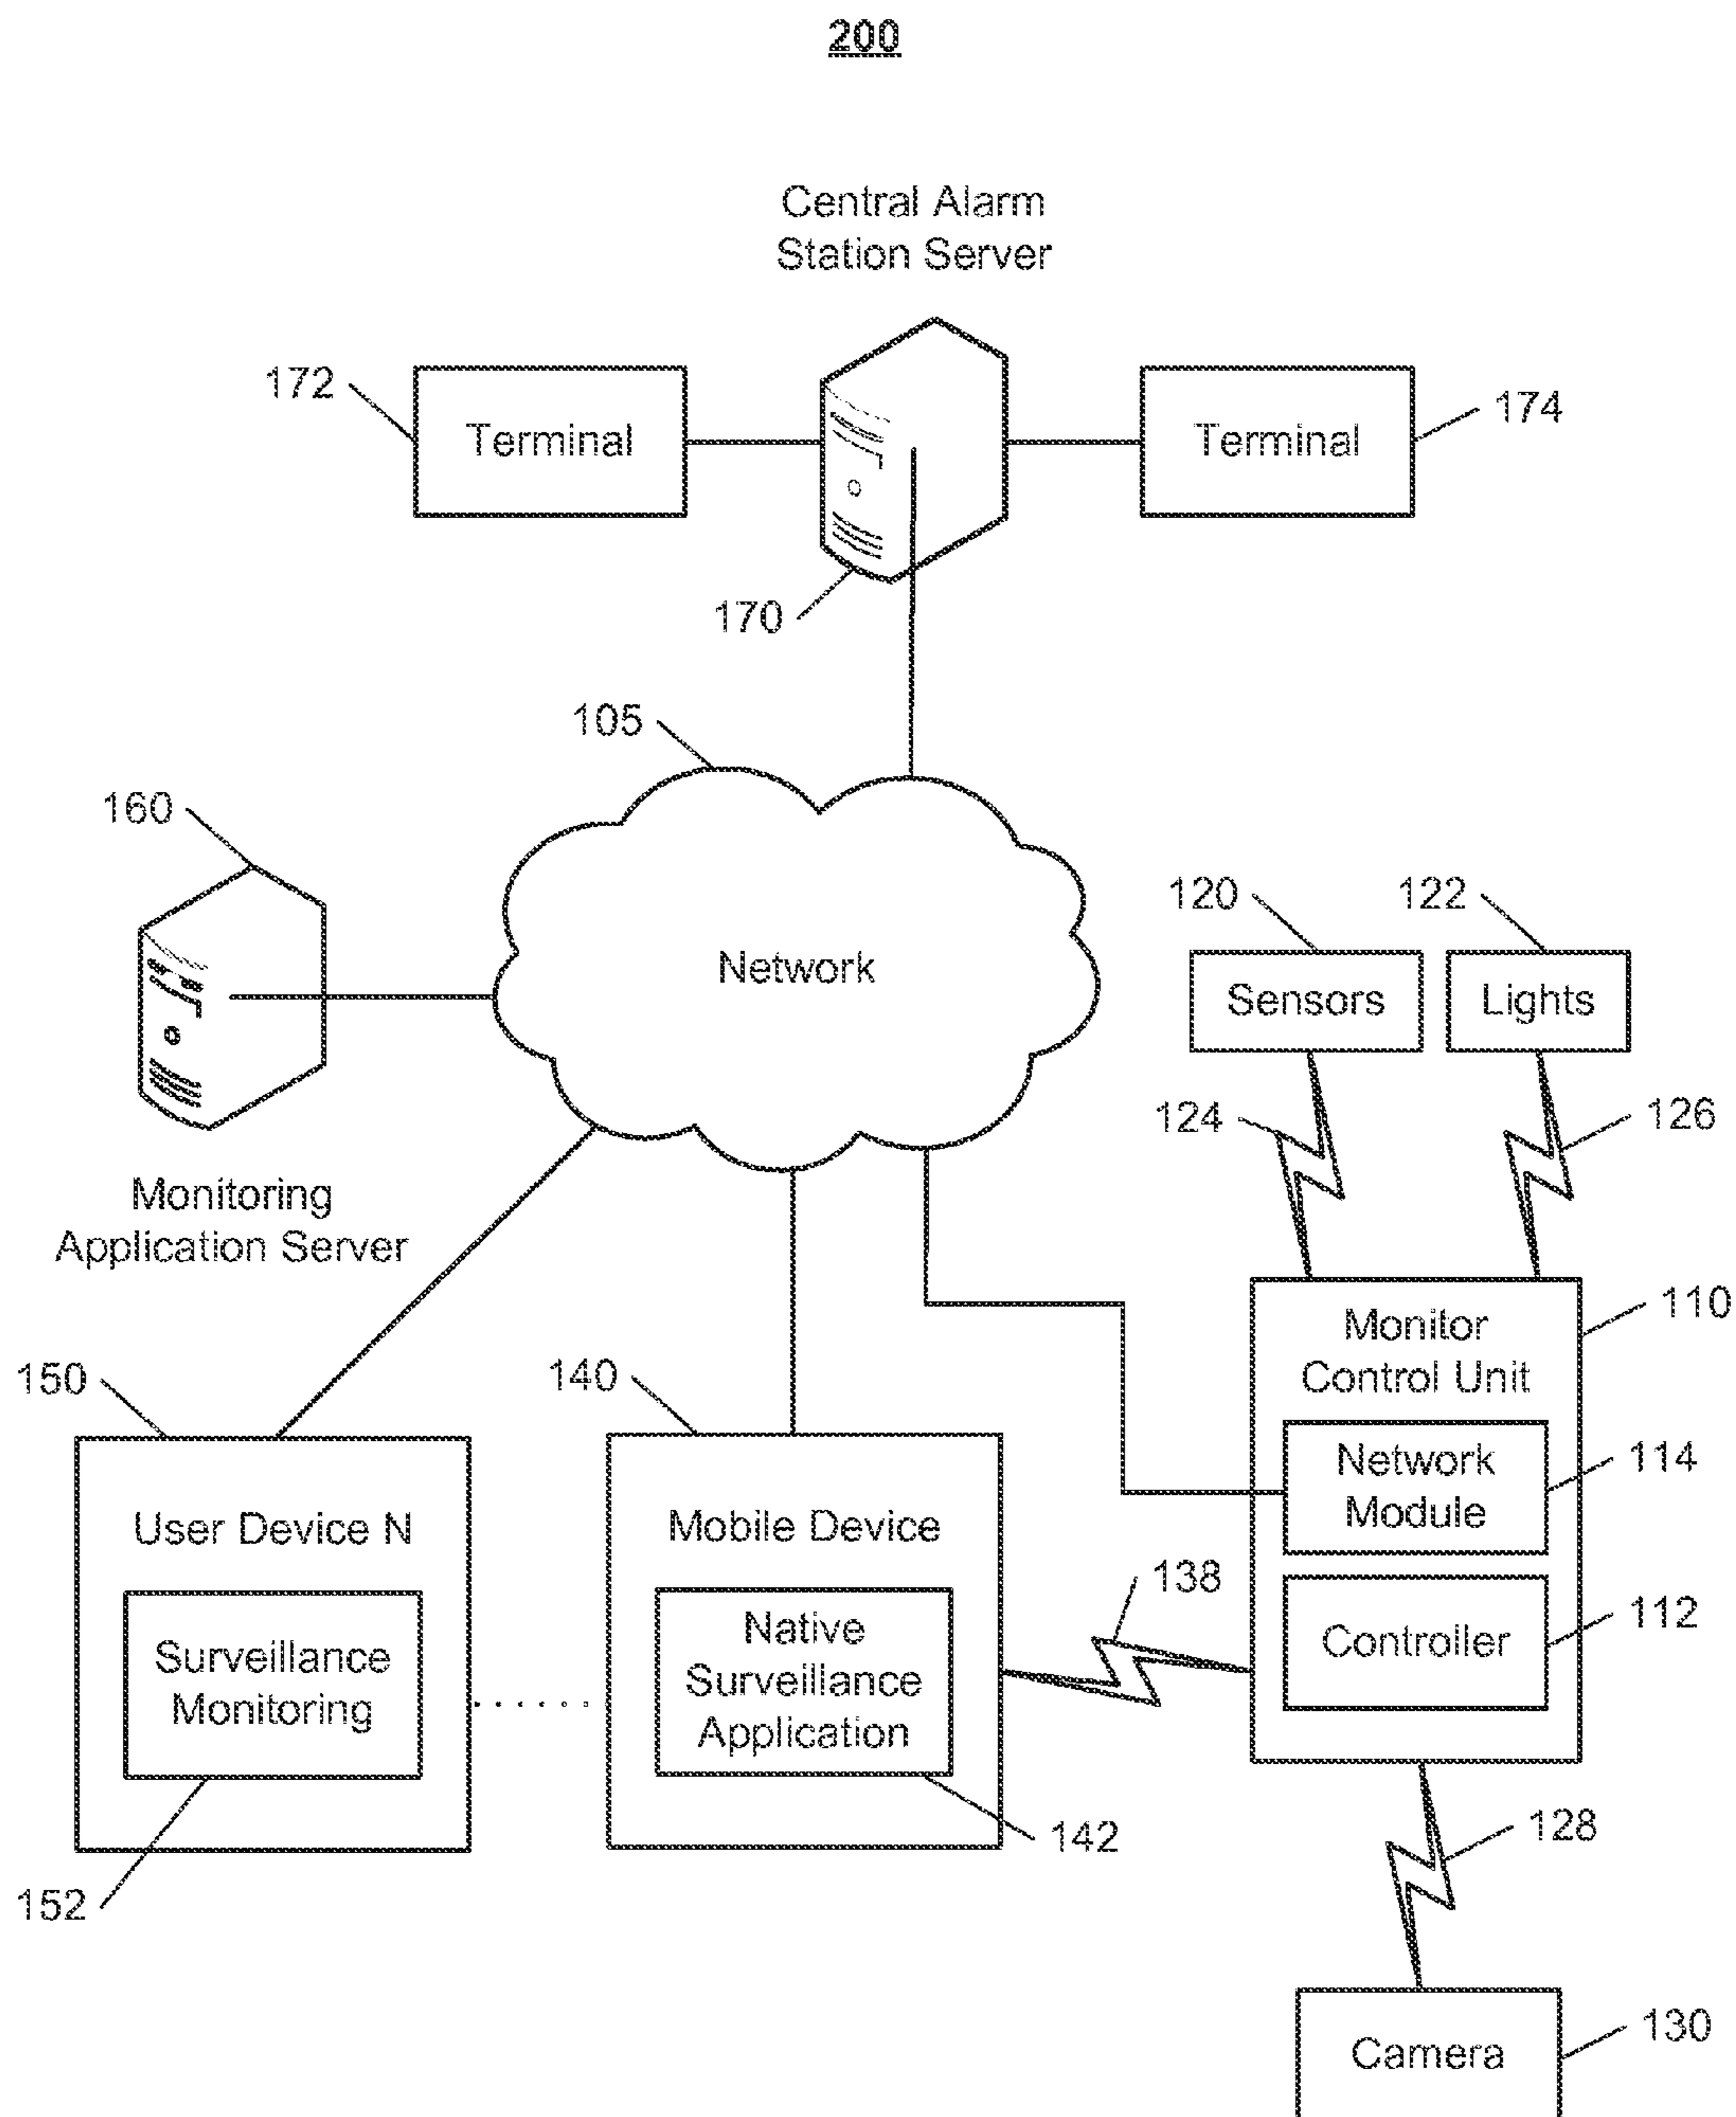 200
Central Alarm
Station Server
172
Terminal
Terminal
174
170
105
160
Network
120
122
Sensors
Lights
124
126
Monitoring
Application Server
110
Monitor
Control Unit
150
140
Network
Module
114
User Device N
Mobile Device
138
112
Controller
Surveillance
Monitoring
Native
Surveillance
Application
142
128
152
130
Camera